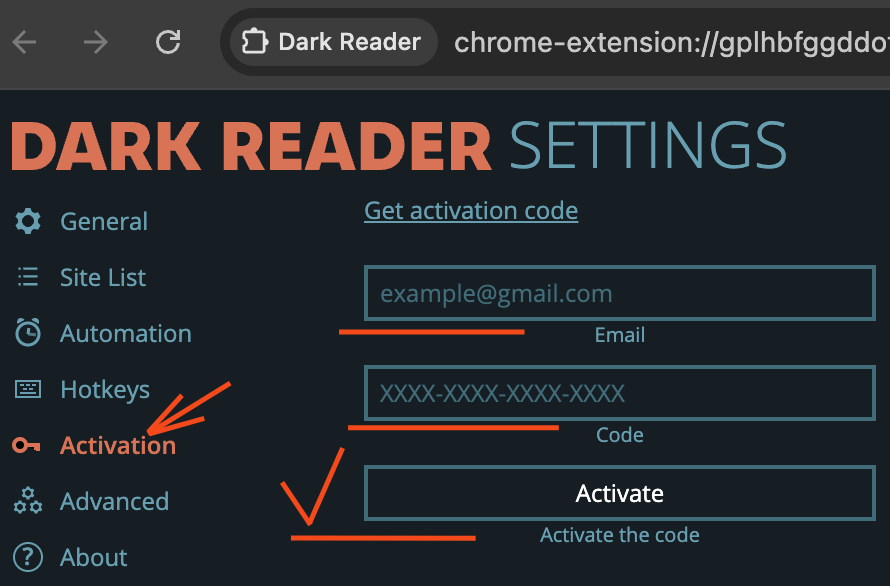 Dark Reader
chrome-extension://gplhbfggddot
DARK READER SETTINGS
General
Site List
Automation
Hotkeys
Activation
Advanced
About
Get activation code
example@gmail.com
Email
XXXX-XXXX-XXXX-XXXX
Code
Activate
Activate the code